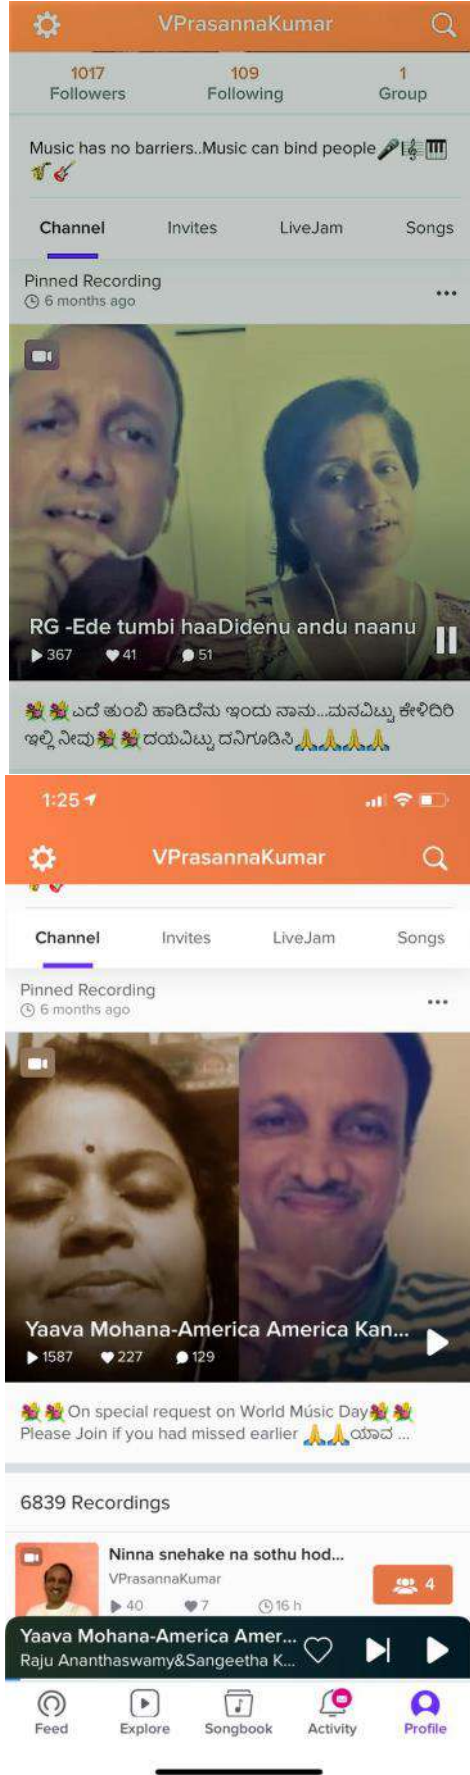 VPrasannaKumar
1017 109 1
Followers Following Group
Music has no barriers..Music can bind people
Channel Invites LiveJam Songs
Pinned Recording
6 months ago
RG -Ede tumbi haaDidenu andu naanu
367 41 51
ಎದೆ ತುಂಬಿ ಹಾಡಿದೆನು ಇಂದು ನಾನು...ಮನವಿಟ್ಟು ಕೇಳಿದಿರಿ
ಇಲ್ಲಿ ನೀವು ದಯವಿಟ್ಟು ದನಿಗೂಡಿಸಿ
1:25
VPrasannaKumar
Channel Invites LiveJam Songs
Pinned Recording
6 months ago
Yaava Mohana-America America Kan...
1587 227 129
On special request on World Músic Day
Please Join if you had missed earlier ಯಾವ ...
6839 Recordings
Ninna snehake na sothu hod...
VPrasannaKumar
4
40 7 16 h
Yaava Mohana-America Amer...
Raju Ananthaswamy&Sangeetha K...
Feed Explore Songbook Activity Profile